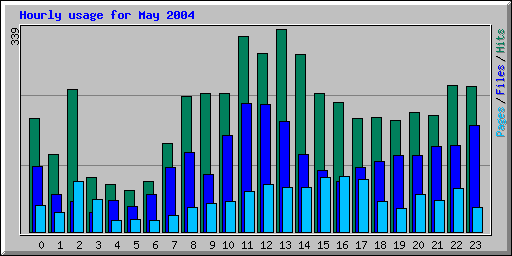 Hourly usage for May 2004
339
Pages/Files/Hits
0 1 2 3 4 5 6 7 8 9 10 11 12 13 14 15 16 17 18 19 20 21 22 23